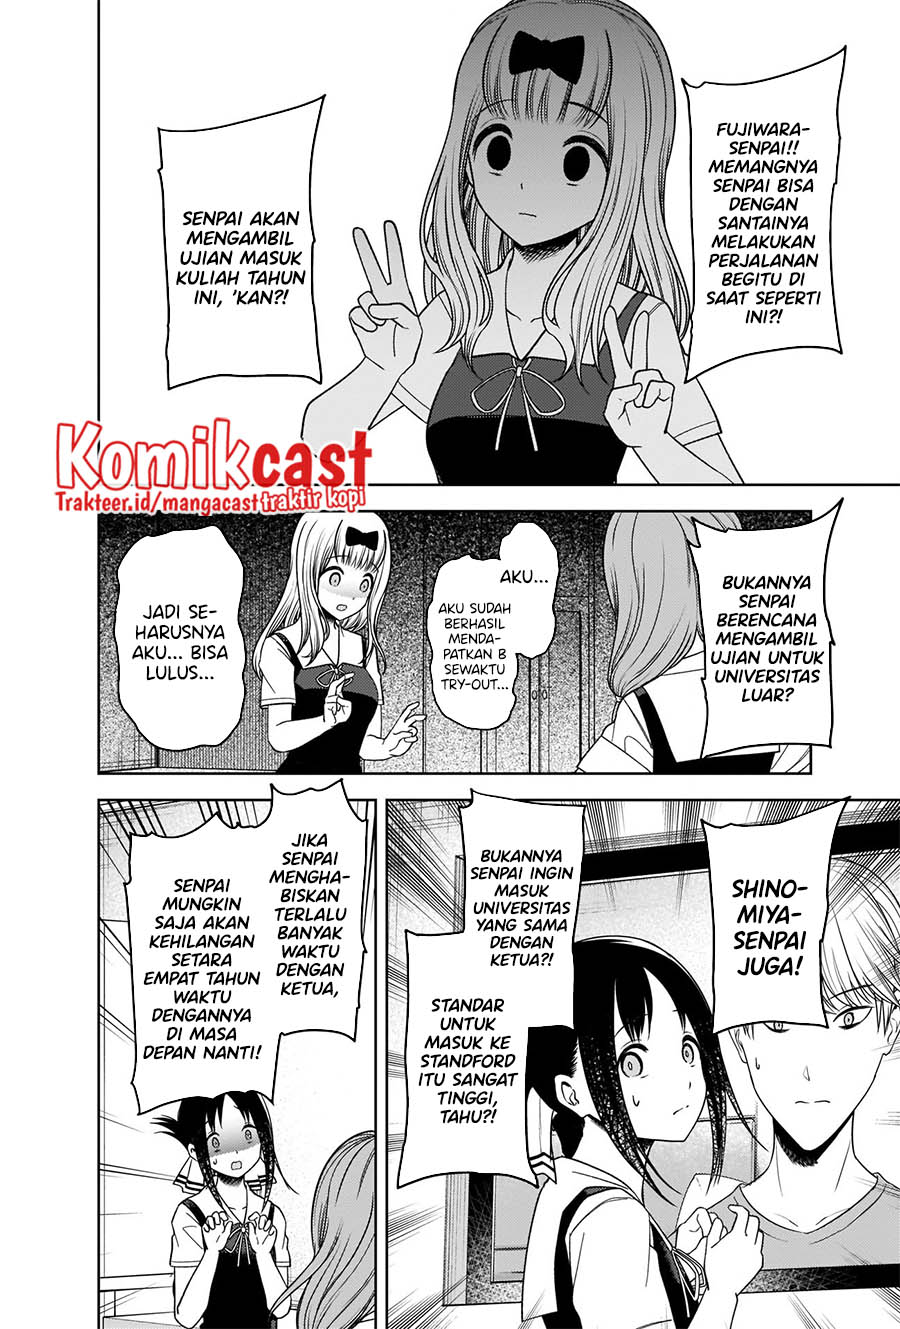 FUJIWARA-
SENPAI!!
MEMANGNYA
SENPAI BISA
DENGAN
SANTAINYA
MELAKUKAN
PERJALANAN
BEGITU DI
SAAT SEPERTI
INI?!
SENPAI AKAN
MENGAMBIL
UJIAN MASUK
KULIAH TAHUN
INI, 'KAN?!
Komikcast
Trakteer.id/mangacast traktir kopi
BUKANNYA
SENPAI
BERENCANA
MENGAMBIL
UJIAN UNTUK
UNIVERSITAS
LUAR?
AKU...
AKU SUDAH
BERHASIL
MENDA-
PATKAN B
SEWAKTU
TRY-OUT...
JADI SE-
HARUSNYA
AKU... BISA
LULUS...
SHINO-
MIYA-
SENPAI
JUGA!
BUKANNYA
SENPAI INGIN
MASUK
UNIVERSITAS
YANG SAMA
DENGAN
KETUA?!
STANDAR
UNTUK
MASUK KE
STANDFORD
ITU SANGAT
TINGGI,
TAHU?!
JIKA
SENPAI
MENGHA-
BISKAN
TERLALU
BANYAK
WAKTU
DENGAN
KETUA,
SENPAI
MUNGKIN
SAJA AKAN
KEHILANGAN
SETARA
EMPAT TAHUN
WAKTU
DENGANNYA
DI MASA
DEPAN NANTI!